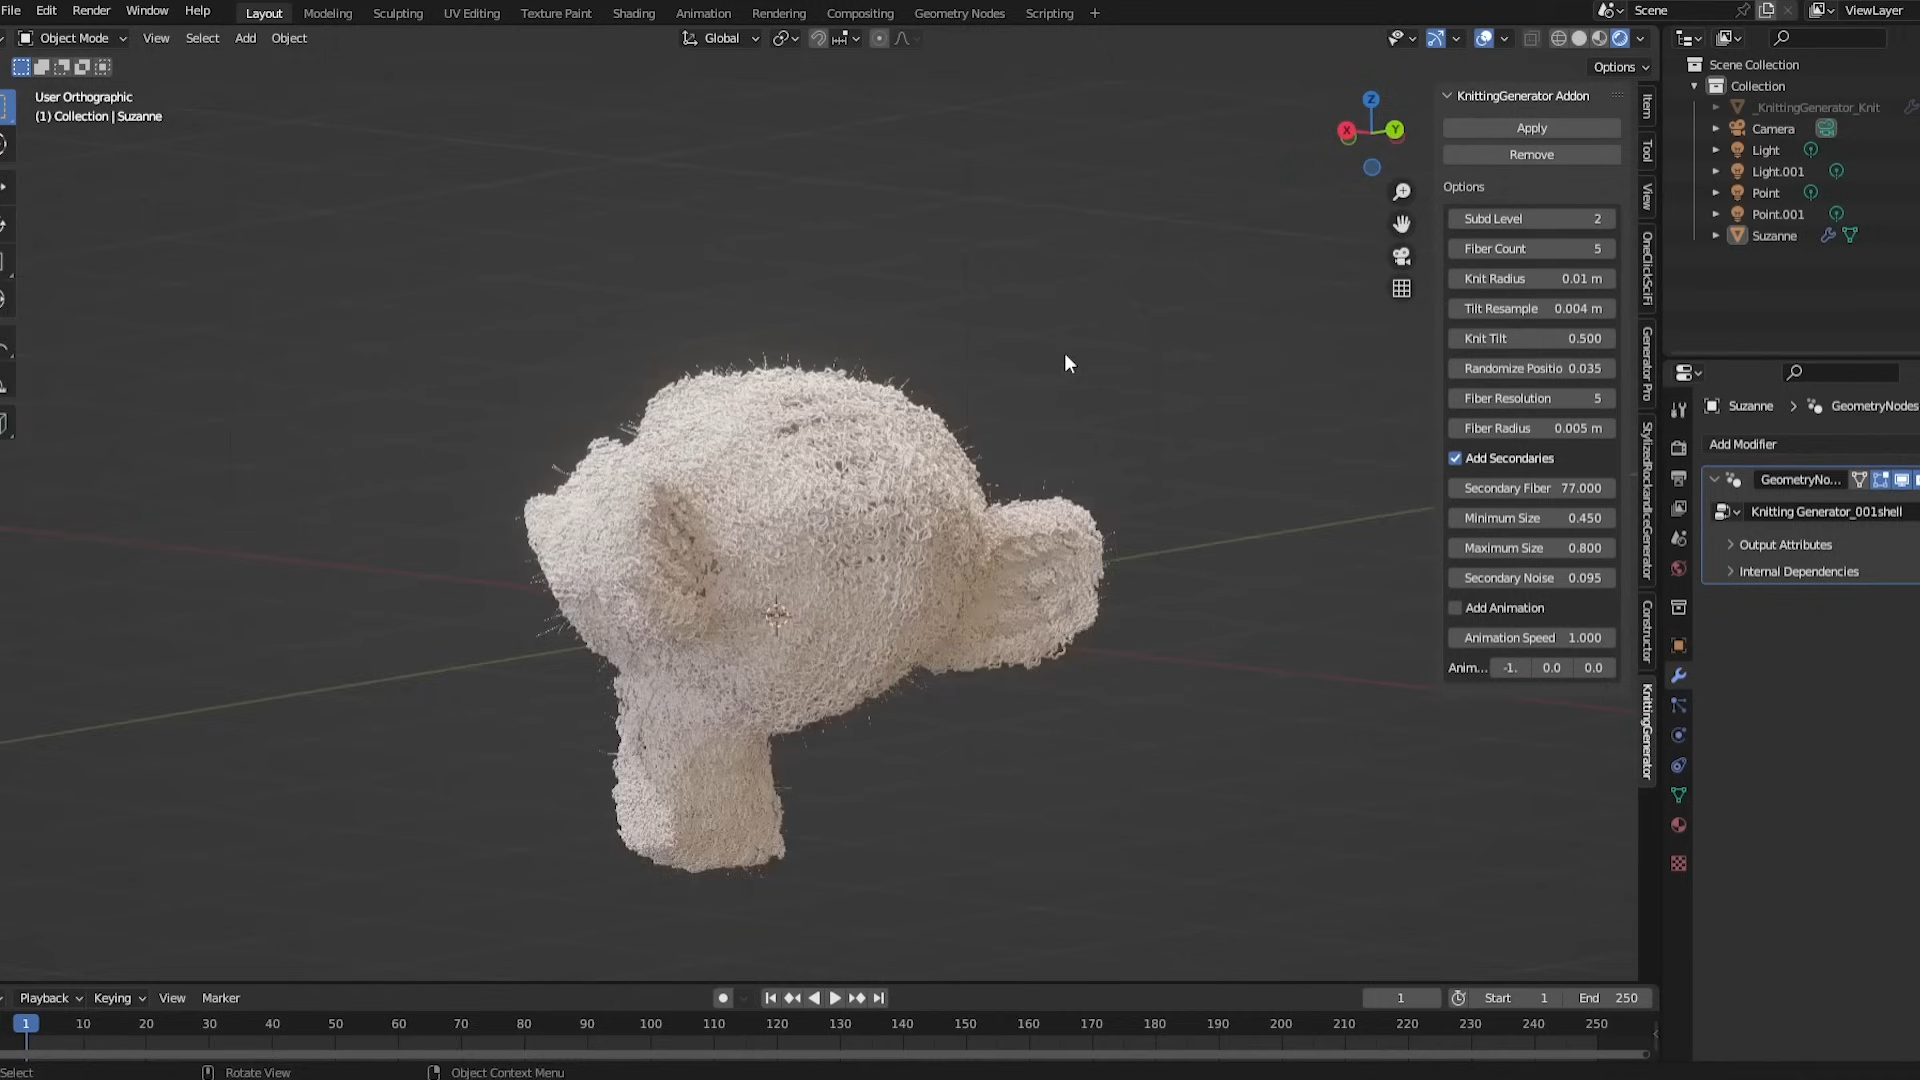 File Edit Render Window Help Layout Modeling Sculpting UV Editing Texture Paint Shading Animation Rendering Compositing Geometry Nodes Scripting + Scene ViewLayer
Object Mode View Select Add Object Global
Options
User Orthographic
(1) Collection | Suzanne
Z
X
Y
KnittingGenerator Addon
Apply
Remove
Options
Subd Level 2
Fiber Count 5
Knit Radius 0.01 m
Tilt Resample 0.004 m
Knit Tilt 0.500
Randomize Positio 0.035
Fiber Resolution 5
Fiber Radius 0.005 m
Add Secondaries
Secondary Fiber 77.000
Minimum Size 0.450
Maximum Size 0.800
Secondary Noise 0.095
Add Animation
Animation Speed 1.000
Anim... -1. 0.0 0.0
Item
Tool
View
OneClickSciFi
Generator Pro
StylizedRockandIceGenerator
Constructor
KnittingGenerator
Scene Collection
Collection
_KnittingGenerator_Knit
Camera
Light
Light.001
Point
Point.001
Suzanne
Suzanne > GeometryNodes
Add Modifier
GeometryNo...
Knitting Generator_001shell
Output Attributes
Internal Dependencies
Playback Keying View Marker 1 Start 1 End 250
1 10 20 30 40 50 60 70 80 90 100 110 120 130 140 150 160 170 180 190 200 210 220 230 240 250
Select Rotate View Object Context Menu